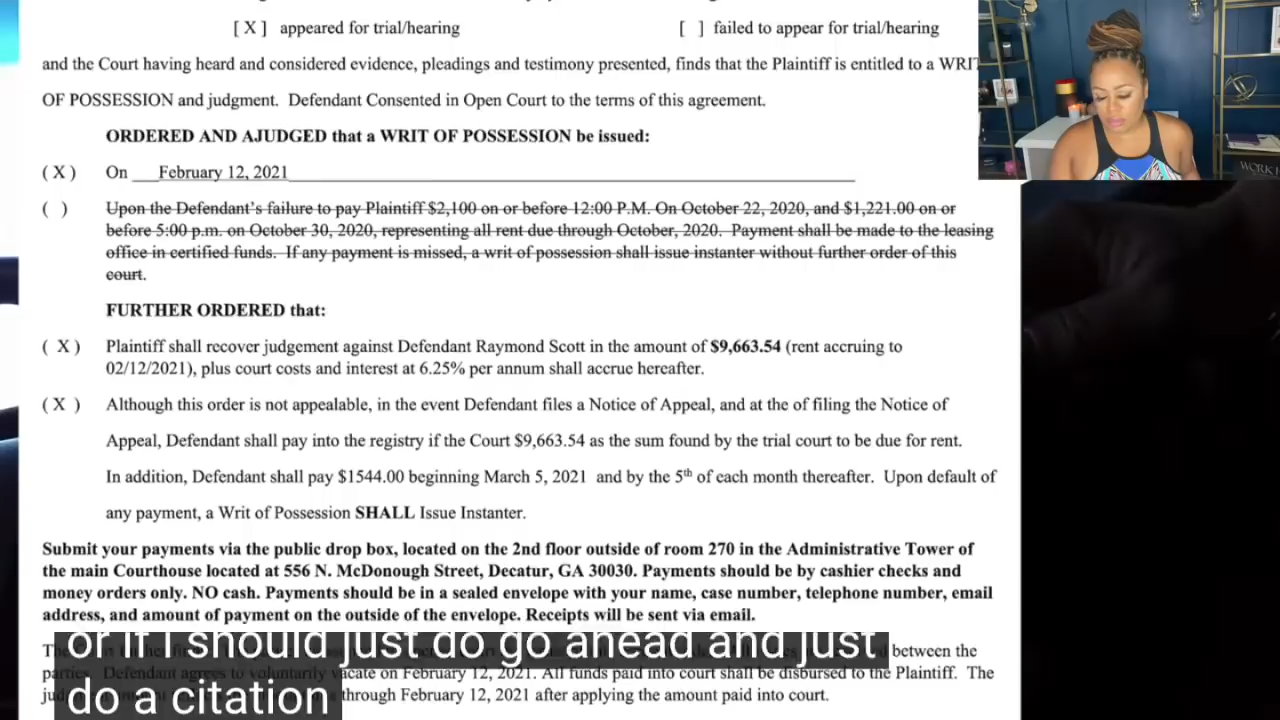 [ X ] appeared for trial/hearing [ ] failed to appear for trial/hearing
and the Court having heard and considered evidence, pleadings and testimony presented, finds that the Plaintiff is entitled to a WRIT
OF POSSESSION and judgment. Defendant Consented in Open Court to the terms of this agreement.
ORDERED AND AJUDGED that a WRIT OF POSSESSION be issued:
( X ) On ___February 12, 2021
( ) Upon the Defendant's failure to pay Plaintiff $2,100 on or before 12:00 P.M. On October 22, 2020, and $1,221.00 on or
before 5:00 p.m. on October 30, 2020, representing all rent due through October, 2020. Payment shall be made to the leasing
office in certified funds. If any payment is missed, a writ of possession shall issue instanter without further order of this
court.
FURTHER ORDERED that:
( X ) Plaintiff shall recover judgement against Defendant Raymond Scott in the amount of $9,663.54 (rent accruing to
02/12/2021), plus court costs and interest at 6.25% per annum shall accrue hereafter.
( X ) Although this order is not appealable, in the event Defendant files a Notice of Appeal, and at the of filing the Notice of
Appeal, Defendant shall pay into the registry if the Court $9,663.54 as the sum found by the trial court to be due for rent.
In addition, Defendant shall pay $1544.00 beginning March 5, 2021 and by the 5th of each month thereafter. Upon default of
any payment, a Writ of Possession SHALL Issue Instanter.
Submit your payments via the public drop box, located on the 2nd floor outside of room 270 in the Administrative Tower of
the main Courthouse located at 556 N. McDonough Street, Decatur, GA 30030. Payments should be by cashier checks and
money orders only. NO cash. Payments should be in a sealed envelope with your name, case number, telephone number, email
address, and amount of payment on the outside of the envelope. Receipts will be sent via email.
between the
parties. Defendant agrees to voluntarily vacate on February 12, 2021. All funds paid into court shall be disbursed to the Plaintiff. The
through February 12, 2021 after applying the amount paid into court.
or if I should just do go ahead and just
do a citation
WORK